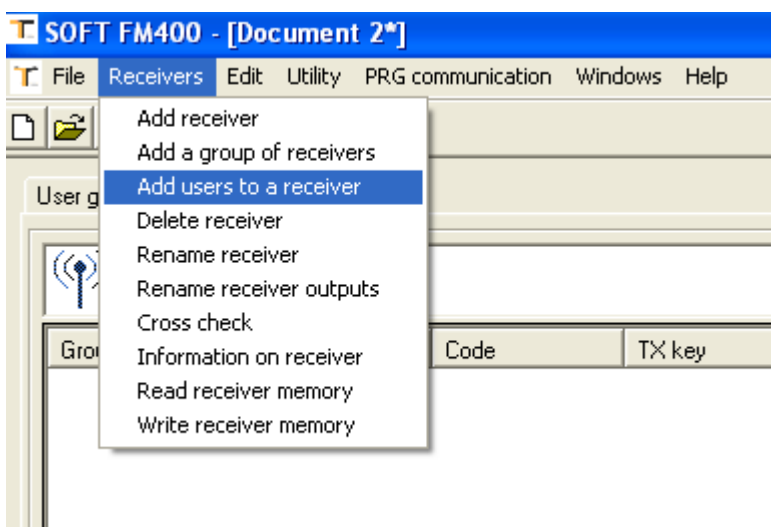 SOFT FM400 - [Document 2*]
File Receivers Edit Utility PRG communication Windows Help
Add receiver
Add a group of receivers
Add users to a receiver
Delete receiver
Rename receiver
Rename receiver outputs
Cross check
Information on receiver
Read receiver memory
Write receiver memory
User g
Grou Code TX key